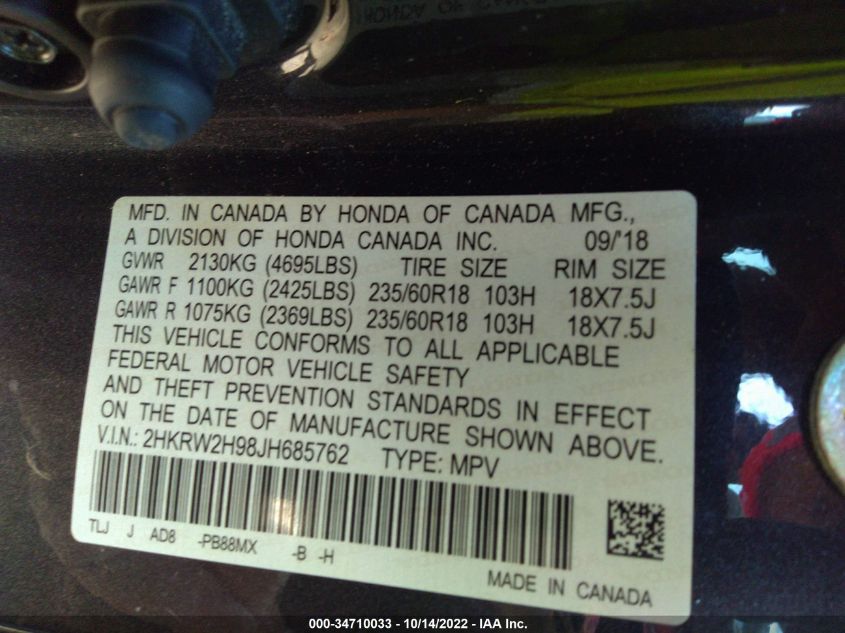 MFD. IN CANADA BY HONDA OF CANADA MFG.,
A DIVISION OF HONDA CANADA INC. 09/'18
GVWR 2130KG (4695LBS) TIRE SIZE RIM SIZE
GAWR F 1100KG (2425LBS) 235/60R18 103H 18X7.5J
GAWR R 1075KG (2369LBS) 235/60R18 103H 18X7.5J
THIS VEHICLE CONFORMS TO ALL APPLICABLE
FEDERAL MOTOR VEHICLE SAFETY
AND THEFT PREVENTION STANDARDS IN EFFECT
ON THE DATE OF MANUFACTURE SHOWN ABOVE.
V.I.N.: 2HKRW2H98JH685762 TYPE: MPV
TLJ J AD8 -PB88MX -B -H
MADE IN CANADA
000-34710033 - 10/14/2022 - IAA Inc.